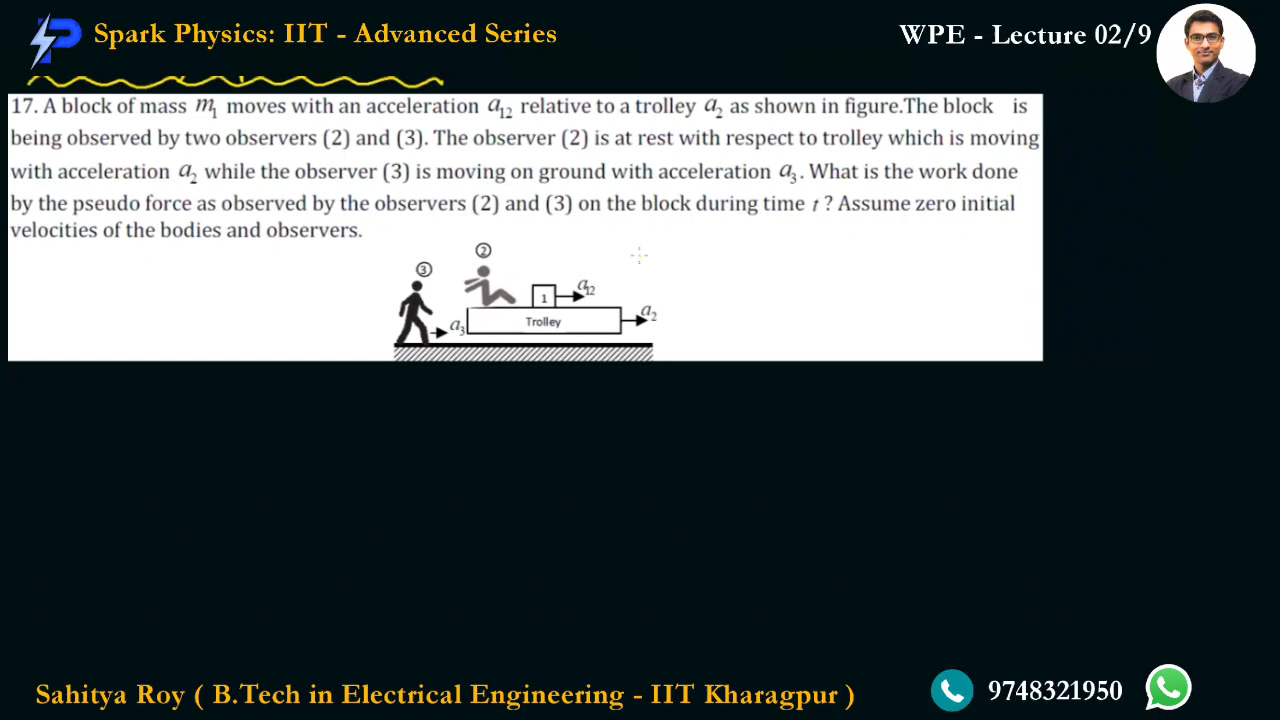 Spark Physics: IIT - Advanced Series
WPE - Lecture 02/9
17. A block of mass m₁ moves with an acceleration a₁₂ relative to a trolley a₂ as shown in figure.The block is
being observed by two observers (2) and (3). The observer (2) is at rest with respect to trolley which is moving
with acceleration a₂ while the observer (3) is moving on ground with acceleration a₃. What is the work done
by the pseudo force as observed by the observers (2) and (3) on the block during time t ? Assume zero initial
velocities of the bodies and observers.
②
③
a₁₂
1
a₂
a₃
Trolley
Sahitya Roy ( B.Tech in Electrical Engineering - IIT Kharagpur )
9748321950